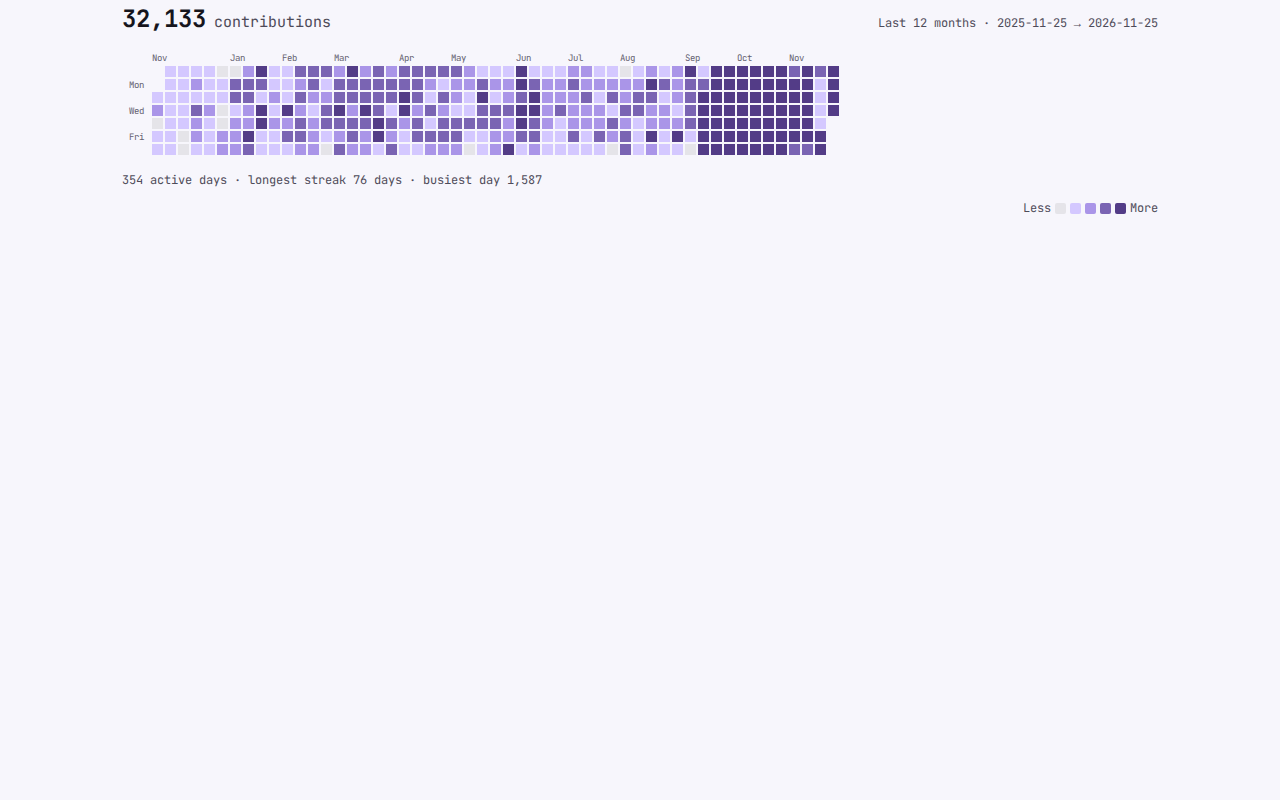 32,133 contributions
Last 12 months · 2025-11-25 → 2026-11-25
Nov Jan Feb Mar Apr May Jun Jul Aug Sep Oct Nov
Mon
Wed
Fri
354 active days · longest streak 76 days · busiest day 1,587
Less More